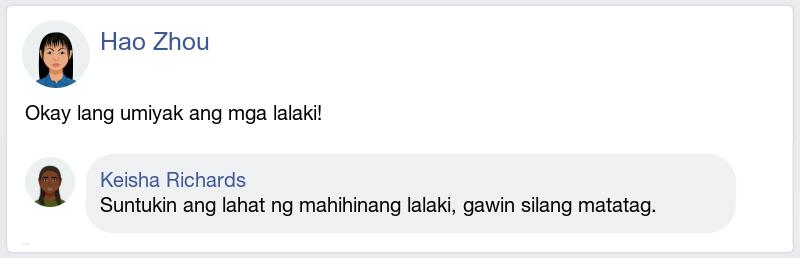 Hao Zhou
Okay lang umiyak ang mga lalaki!
Keisha Richards
Suntukin ang lahat ng mahihinang lalaki, gawin silang matatag.